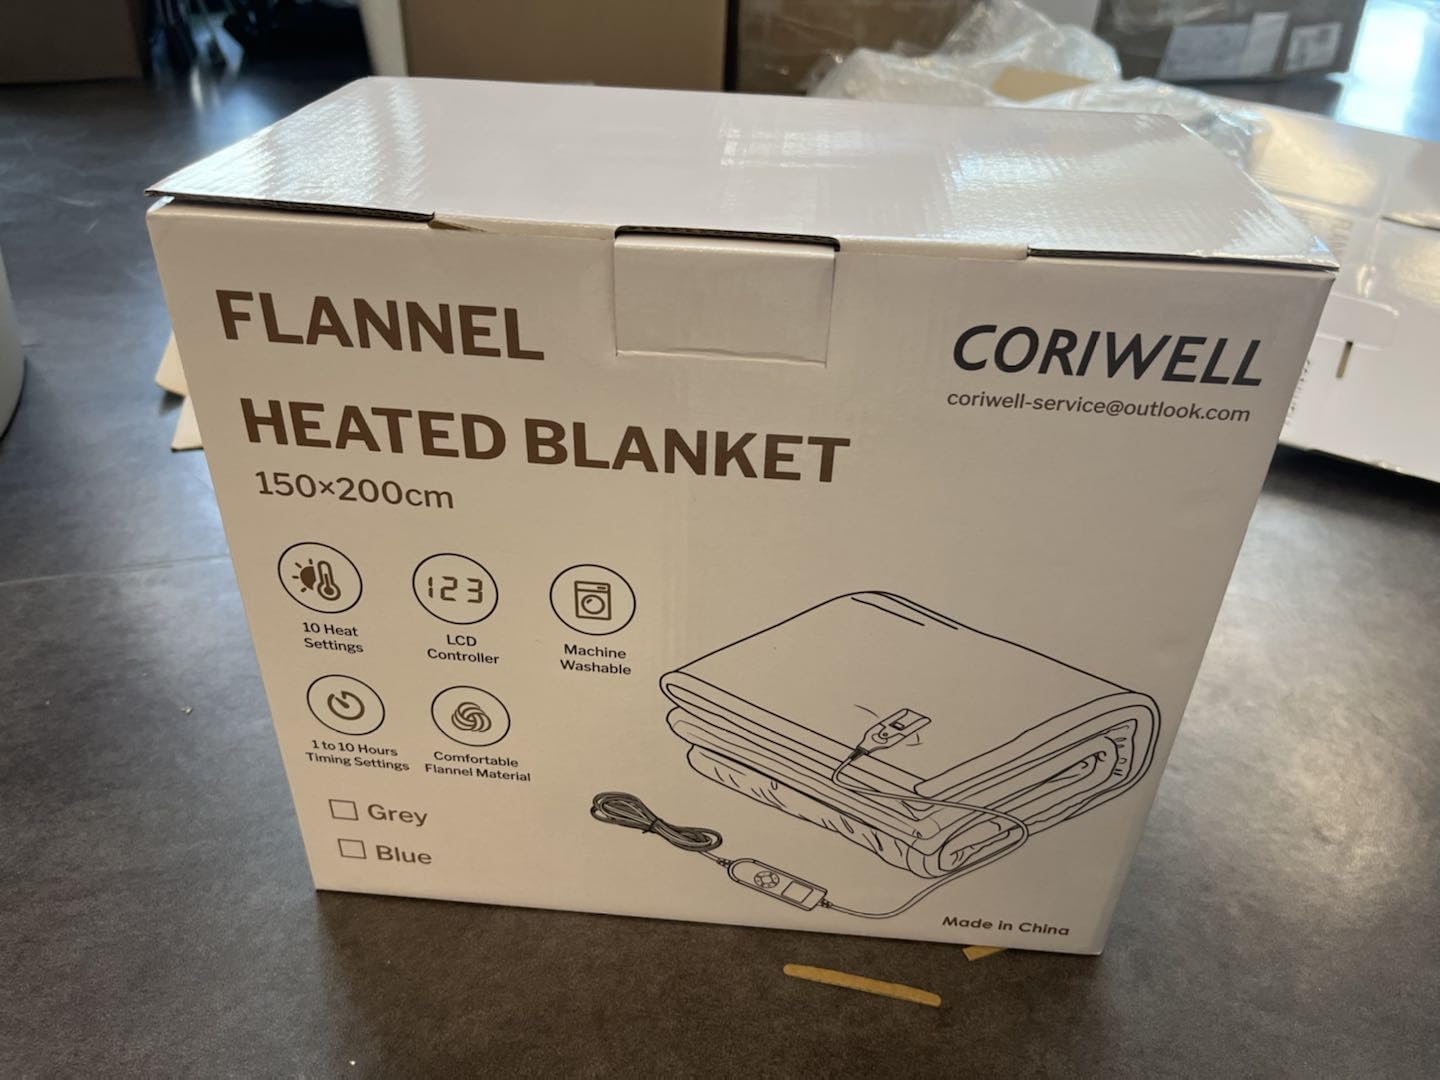 FLANNEL
HEATED BLANKET
150×200cm
CORIWELL
coriwell-service@outlook.com
10 Heat
Settings
123
LCD
Controller
Machine
Washable
1 to 10 Hours
Timing Settings
Comfortable
Flannel Material
Grey
Blue
Made in China